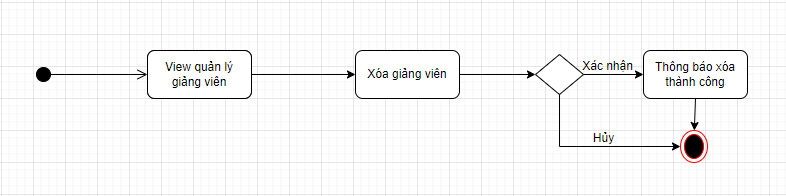 View quản lý
giảng viên
Xóa giảng viên
Xác nhận
Thông báo xóa
thành công
Hủy